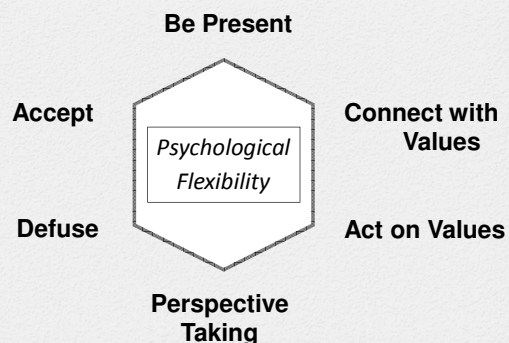 Be Present
Accept
Connect with
Values
Psychological
Flexibility
Defuse
Act on Values
Perspective
Taking